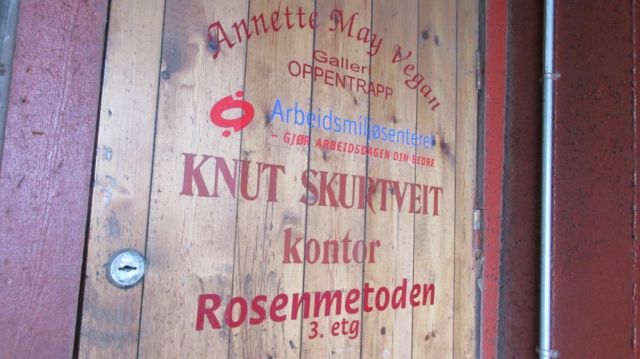 Annette May Vegan
Galleri
OPPENTRAPP
Arbeidsmiljøsenteret
– GJØR ARBEIDSDAGEN DIN BEDRE
KNUT SKURTVEIT
kontor
Rosenmetoden
3. etg